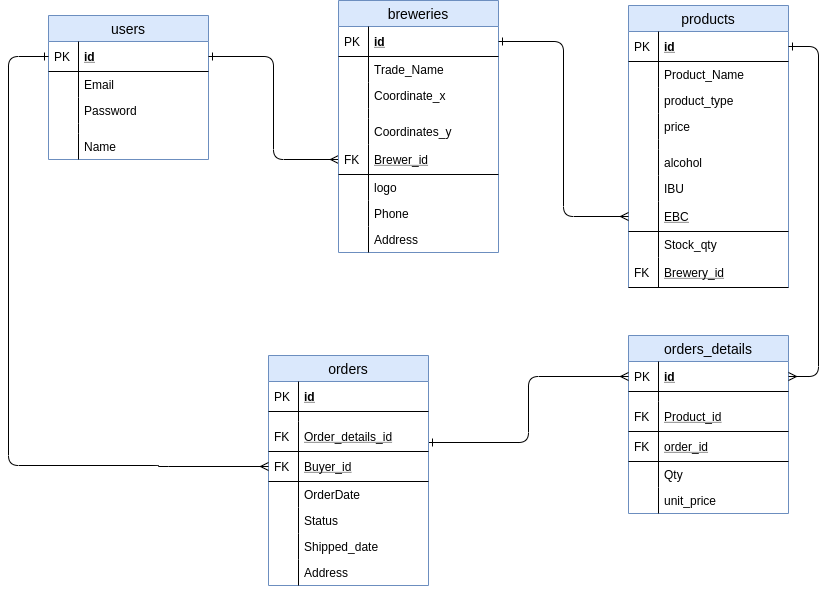 users
PK id
Email
Password
Name
breweries
PK id
Trade_Name
Coordinate_x
Coordinates_y
FK Brewer_id
logo
Phone
Address
products
PK id
Product_Name
product_type
price
alcohol
IBU
EBC
Stock_qty
FK Brewery_id
orders
PK id
FK Order_details_id
FK Buyer_id
OrderDate
Status
Shipped_date
Address
orders_details
PK id
FK Product_id
FK order_id
Qty
unit_price